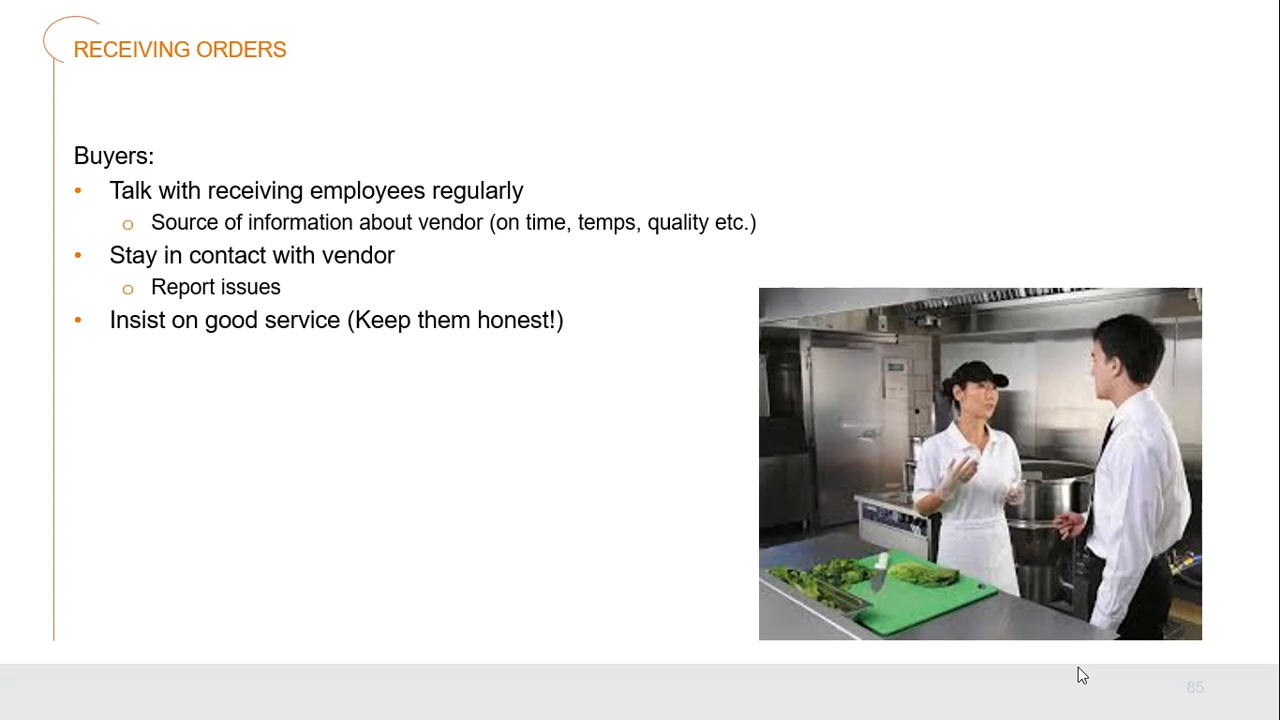 RECEIVING ORDERS
Buyers:
• Talk with receiving employees regularly
o Source of information about vendor (on time, temps, quality etc.)
• Stay in contact with vendor
o Report issues
• Insist on good service (Keep them honest!)
85